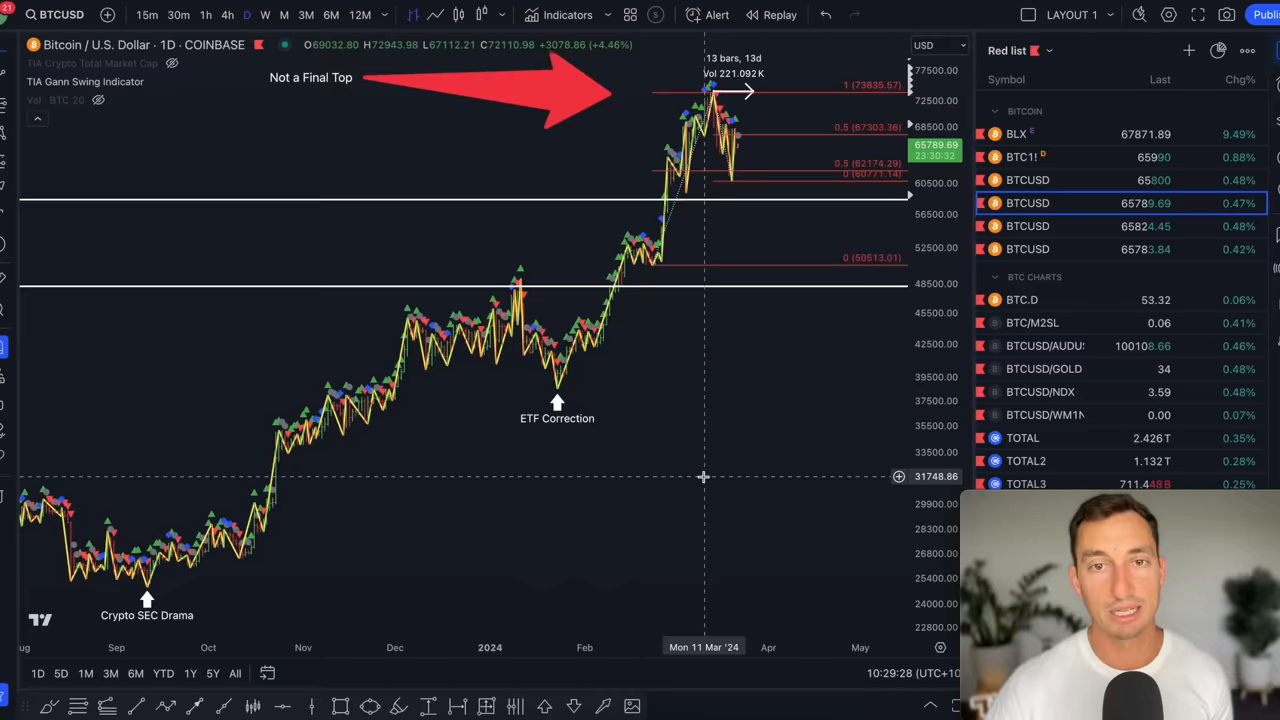 21
BTCUSD
15m 30m 1h 4h D W M 3M 6M 12M
Indicators
S
Alert
Replay
LAYOUT 1
Publi
Bitcoin / U.S. Dollar · 1D · COINBASE
O69032.80 H72943.98 L67112.21 C72110.98 +3078.86 (+4.46%)
TIA Crypto Total Market Cap
TIA Gann Swing Indicator
Vol · BTC 20
Not a Final Top
13 bars, 13d
Vol 221.092 K
1 (73835.57)
0.5 (67303.36)
0.5 (62174.29)
0 (60771.14)
0 (50513.01)
ETF Correction
Crypto SEC Drama
USD
77500.00
72500.00
68500.00
65789.69
23:30:32
60500.00
56500.00
52500.00
48500.00
45500.00
42500.00
39500.00
37500.00
35500.00
33500.00
31748.86
29900.00
28300.00
26800.00
25400.00
24000.00
22800.00
ug Sep Oct Nov Dec 2024 Feb Mon 11 Mar '24 Apr May
1D 5D 1M 3M 6M YTD 1Y 5Y All
10:29:28 (UTC+10
Red list
Symbol Last Chg%
BITCOIN
BLX E 67871.89 9.49%
BTC1! D 65990 0.88%
BTCUSD 65800 0.48%
BTCUSD 65789.69 0.47%
BTCUSD 65824.45 0.48%
BTCUSD 65783.84 0.42%
BTC CHARTS
BTC.D 53.32 0.06%
BTC/M2SL 0.06 0.41%
BTCUSD/AUDU: 100108.66 0.46%
BTCUSD/GOLD 34 0.48%
BTCUSD/NDX 3.59 0.48%
BTCUSD/WM1N 0.00 0.07%
TOTAL 2.426 T 0.35%
TOTAL2 1.132 T 0.28%
TOTAL3 711.448B 0.25%